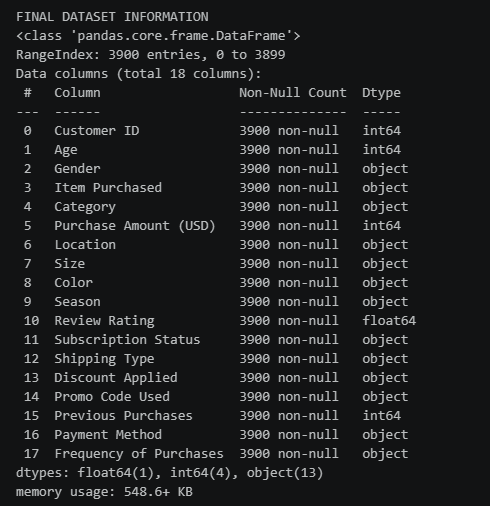 FINAL DATASET INFORMATION
<class 'pandas.core.frame.DataFrame'>
RangeIndex: 3900 entries, 0 to 3899
Data columns (total 18 columns):
 #   Column                  Non-Null Count  Dtype
---  ------                  --------------  -----
 0   Customer ID             3900 non-null   int64
 1   Age                     3900 non-null   int64
 2   Gender                  3900 non-null   object
 3   Item Purchased          3900 non-null   object
 4   Category                3900 non-null   object
 5   Purchase Amount (USD)   3900 non-null   int64
 6   Location                3900 non-null   object
 7   Size                    3900 non-null   object
 8   Color                   3900 non-null   object
 9   Season                  3900 non-null   object
 10  Review Rating           3900 non-null   float64
 11  Subscription Status     3900 non-null   object
 12  Shipping Type           3900 non-null   object
 13  Discount Applied        3900 non-null   object
 14  Promo Code Used         3900 non-null   object
 15  Previous Purchases      3900 non-null   int64
 16  Payment Method          3900 non-null   object
 17  Frequency of Purchases  3900 non-null   object
dtypes: float64(1), int64(4), object(13)
memory usage: 548.6+ KB